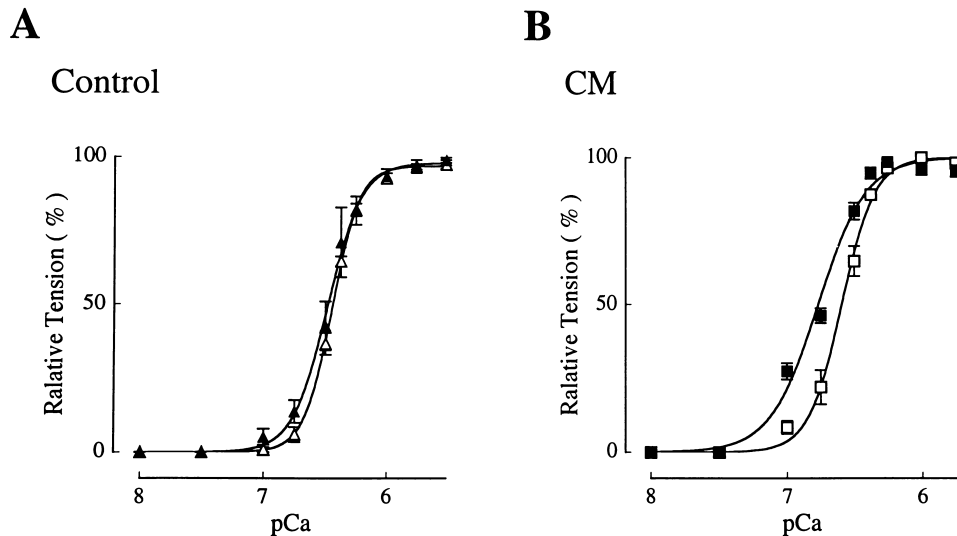 A
Control
100
50
0
Ralative Tension ( % )
8 7 6
pCa
B
CM
100
50
0
Ralative Tension ( % )
8 7 6
pCa